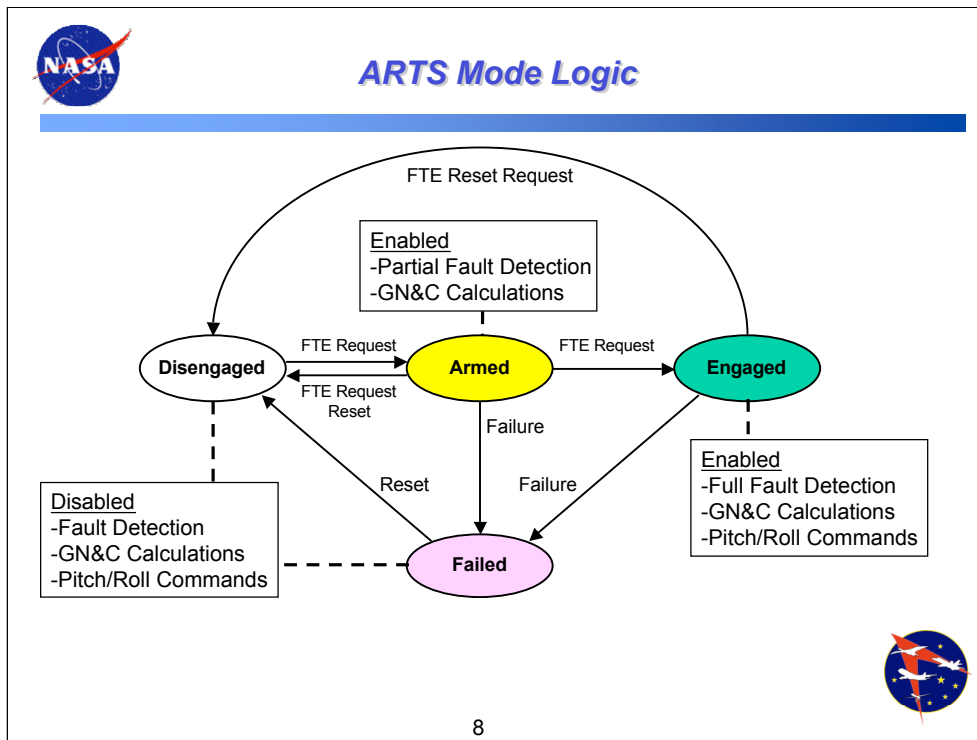 NASA
ARTS Mode Logic
FTE Reset Request
Enabled
-Partial Fault Detection
-GN&C Calculations
Disengaged
FTE Request
FTE Request
Reset
Armed
FTE Request
Engaged
Failure
Reset
Failure
Disabled
-Fault Detection
-GN&C Calculations
-Pitch/Roll Commands
Failed
Enabled
-Full Fault Detection
-GN&C Calculations
-Pitch/Roll Commands
8